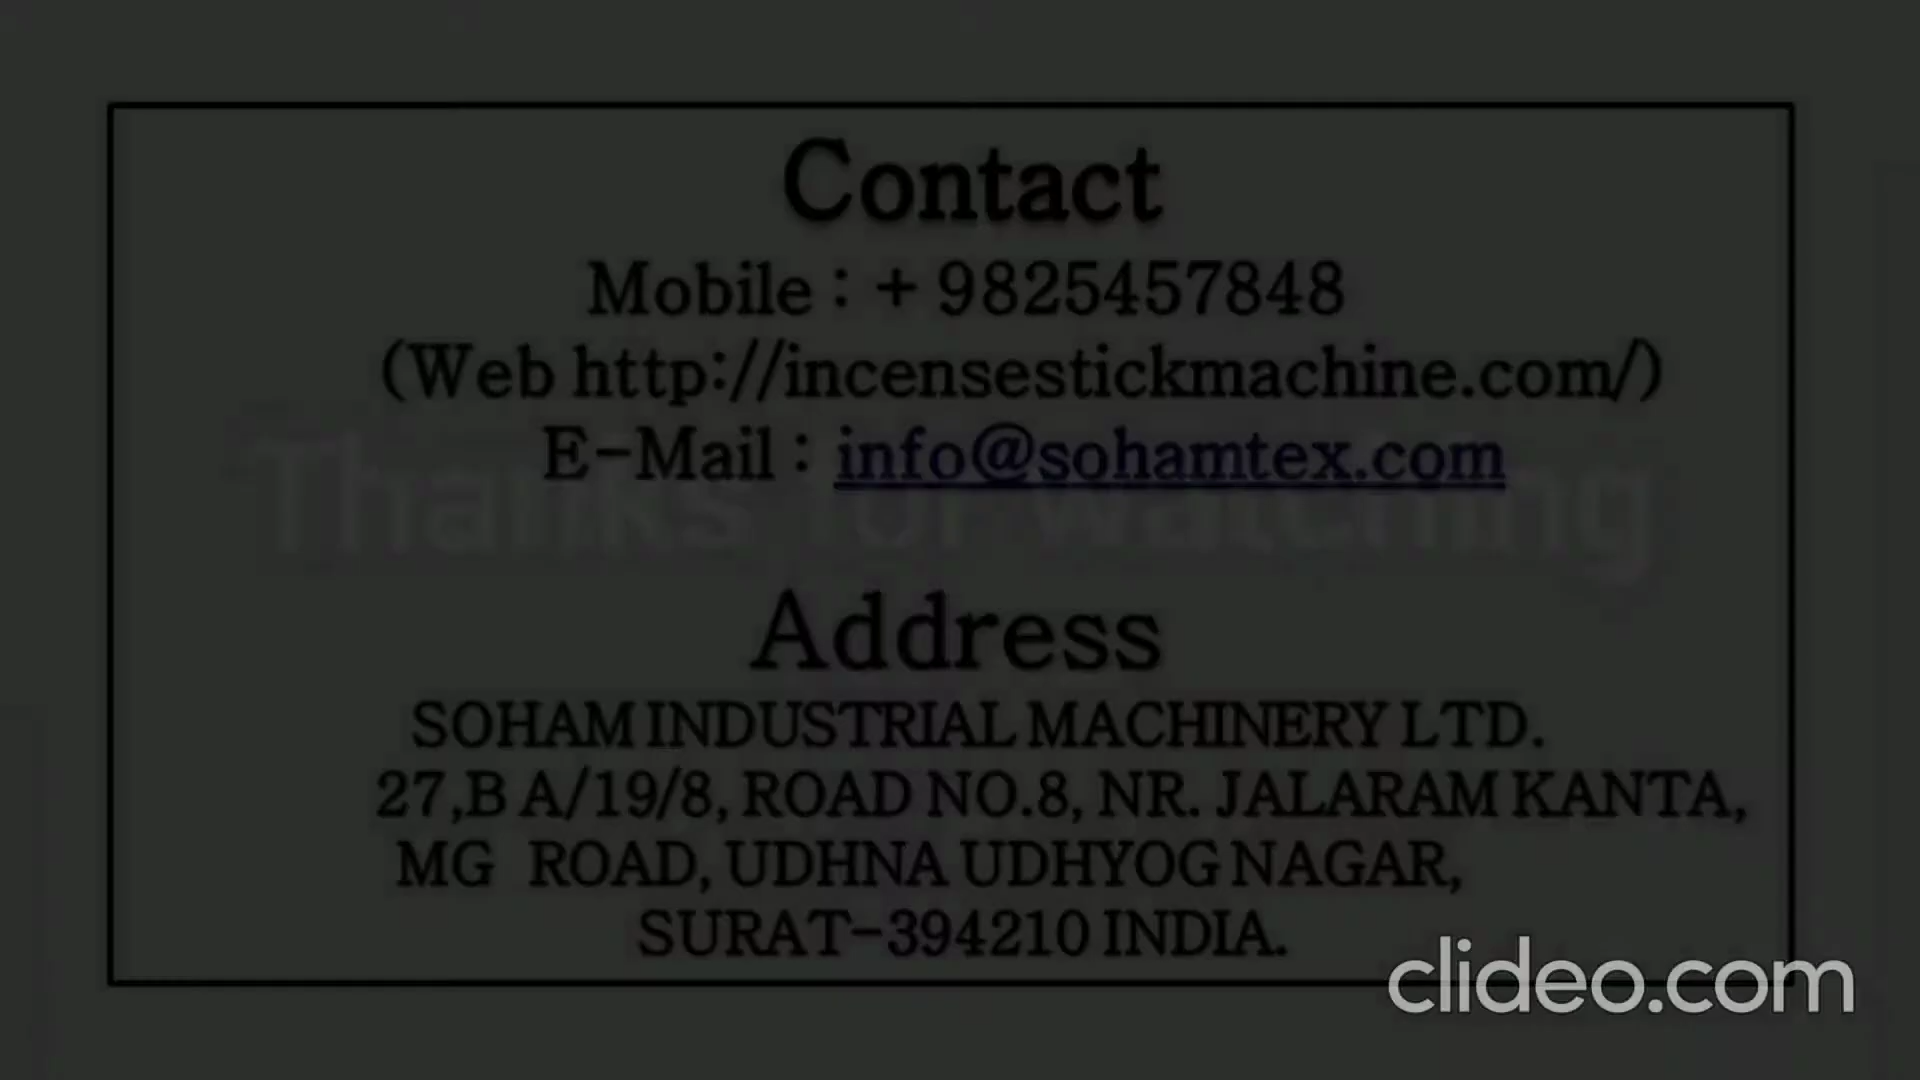 Contact
Mobile : + 9825457848
(Web http://incensestickmachine.com/)
E-Mail : info@sohamtex.com
Thanks for watching
Address
SOHAM INDUSTRIAL MACHINERY LTD.
27,B A/19/8, ROAD NO.8, NR. JALARAM KANTA,
MG ROAD, UDHNA UDHYOG NAGAR,
SURAT-394210 INDIA.
clideo.com